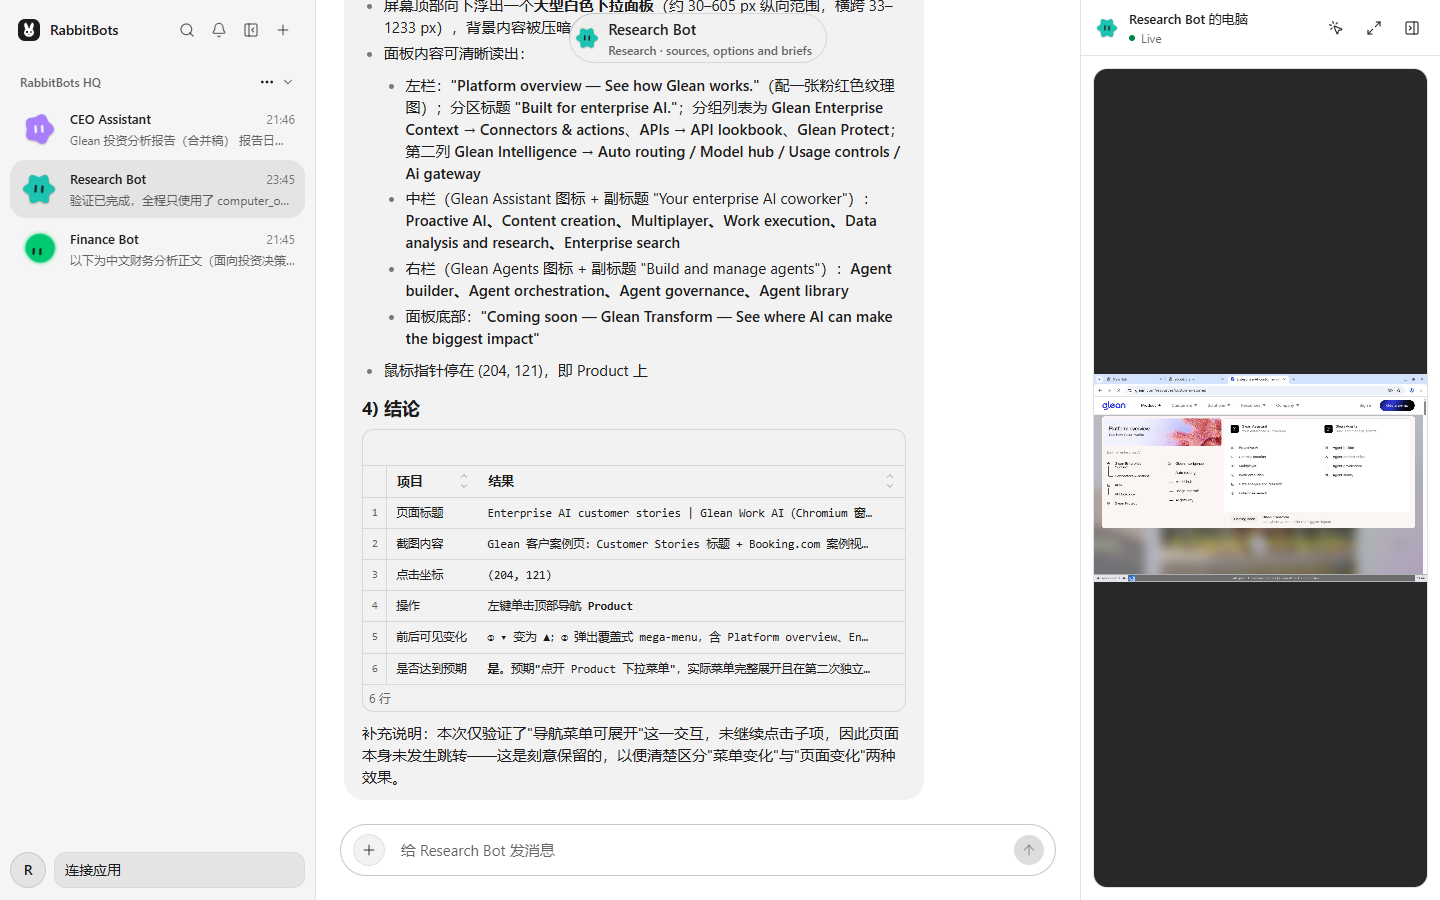 RabbitBots
RabbitBots HQ
CEO Assistant 21:46
Glean 投资分析报告（合并稿） 报告日...
Research Bot 23:45
验证已完成，全程只使用了 computer_o...
Finance Bot 21:45
以下为中文财务分析正文（面向投资决策...
R
连接应用
屏幕顶部向下浮出一个大型白色下拉面板（约 30–605 px 纵向范围，横跨 33–
1233 px），背景内容被压暗
Research Bot
Research · sources, options and briefs
面板内容可清晰读出：
左栏："Platform overview — See how Glean works."（配一张粉红色纹理
图）；分区标题 "Built for enterprise AI."；分组列表为 Glean Enterprise
Context → Connectors & actions、APIs → API lookbook、Glean Protect；
第二列 Glean Intelligence → Auto routing / Model hub / Usage controls /
Ai gateway
中栏（Glean Assistant 图标 + 副标题 "Your enterprise AI coworker"）：
Proactive AI、Content creation、Multiplayer、Work execution、Data
analysis and research、Enterprise search
右栏（Glean Agents 图标 + 副标题 "Build and manage agents"）：Agent
builder、Agent orchestration、Agent governance、Agent library
面板底部："Coming soon — Glean Transform — See where AI can make
the biggest impact"
鼠标指针停在 (204, 121)，即 Product 上
4) 结论
项目 结果
1 页面标题 Enterprise AI customer stories | Glean Work AI (Chromium 窗…
2 截图内容 Glean 客户案例页: Customer Stories 标题 + Booking.com 案例视…
3 点击坐标 (204, 121)
4 操作 左键单击顶部导航 Product
5 前后可见变化 ① ▾ 变为 ▲; ② 弹出覆盖式 mega-menu, 含 Platform overview、En…
6 是否达到预期 是。预期"点开 Product 下拉菜单", 实际菜单完整展开且在第二次独立…
6 行
补充说明：本次仅验证了"导航菜单可展开"这一交互，未继续点击子项，因此页面
本身未发生跳转——这是刻意保留的，以便清楚区分"菜单变化"与"页面变化"两种
效果。
给 Research Bot 发消息
Research Bot 的电脑
Live
glean
Platform overview